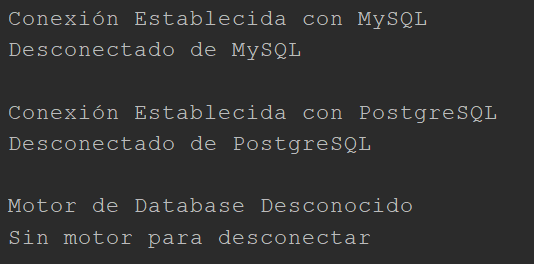 Conexión Establecida con MySQL
Desconectado de MySQL
Conexión Establecida con PostgreSQL
Desconectado de PostgreSQL
Motor de Database Desconocido
Sin motor para desconectar